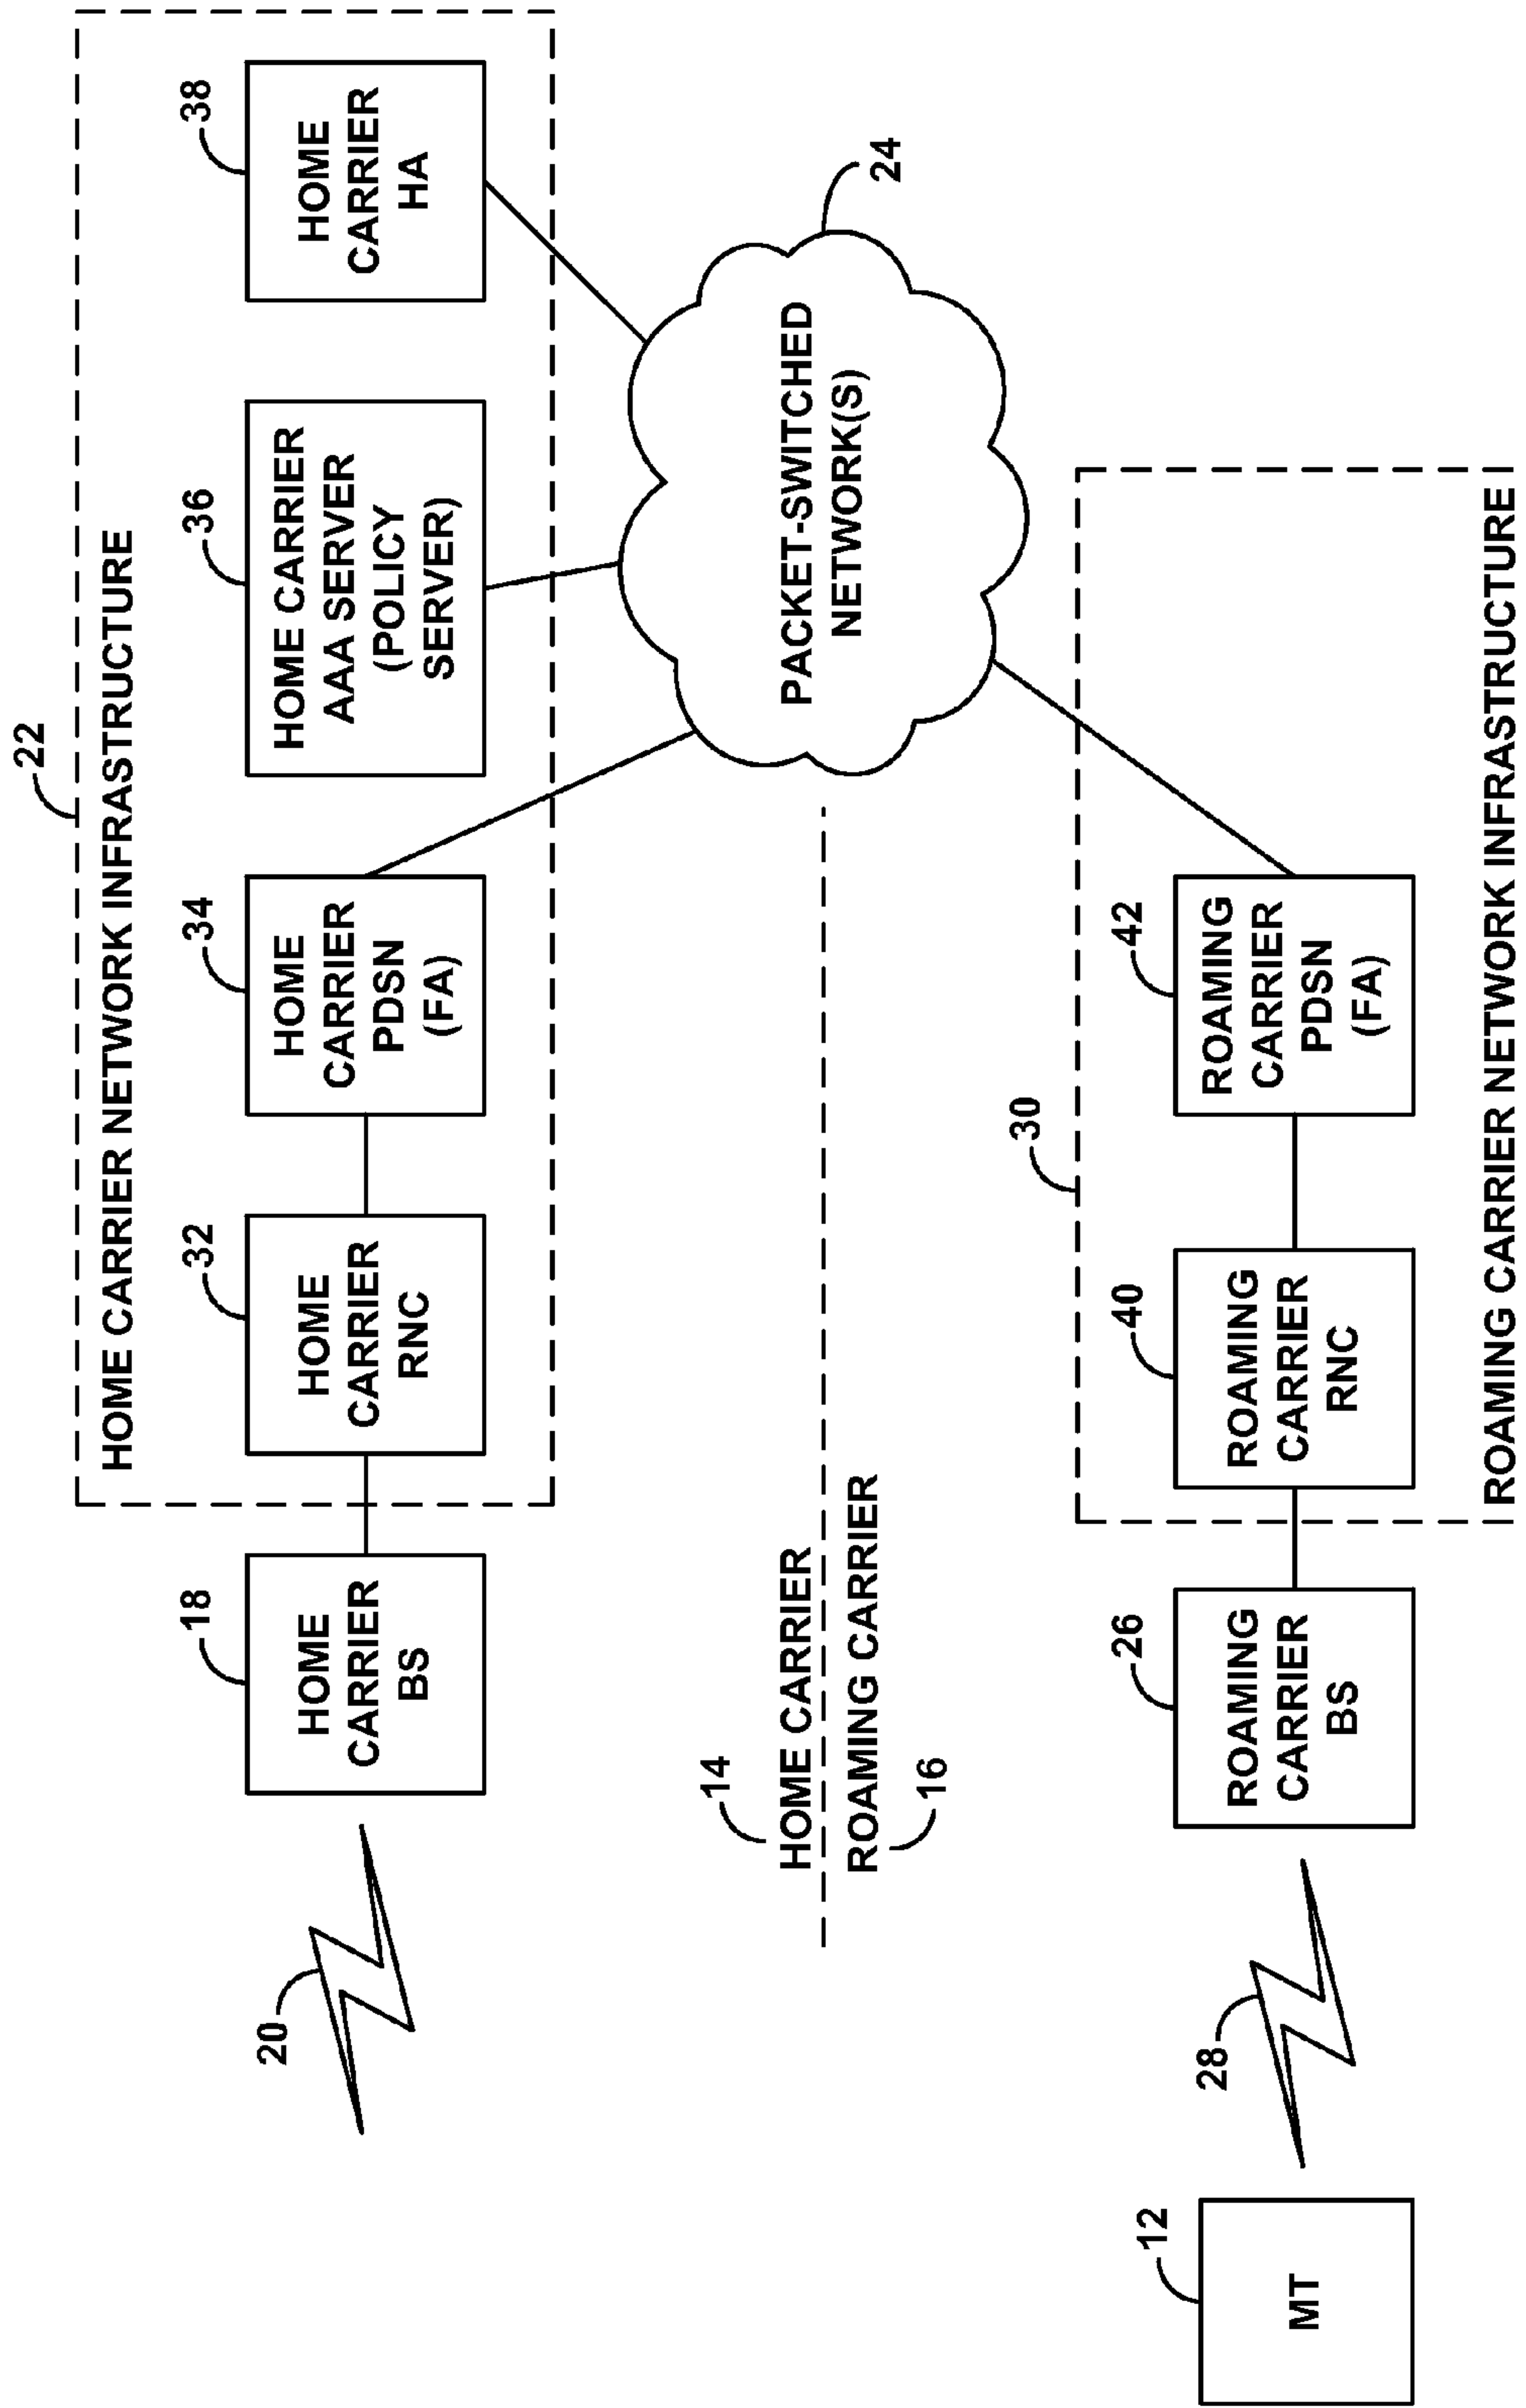 22
HOME CARRIER NETWORK INFRASTRUCTURE
18
HOME
CARRIER
BS
32
HOME
CARRIER
RNC
34
HOME
CARRIER
PDSN
(FA)
36
HOME CARRIER
AAA SERVER
(POLICY
SERVER)
38
HOME
CARRIER
HA
20
14
HOME CARRIER
ROAMING CARRIER
16
PACKET-SWITCHED
NETWORK(S)
24
30
12
MT
28
26
ROAMING
CARRIER
BS
40
ROAMING
CARRIER
RNC
42
ROAMING
CARRIER
PDSN
(FA)
ROAMING CARRIER NETWORK INFRASTRUCTURE